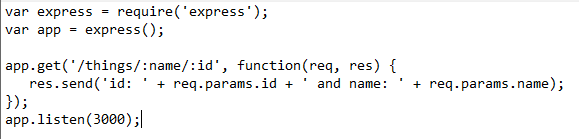 var express = require('express');
var app = express();

app.get('/things/:name/:id', function(req, res) {
   res.send('id: ' + req.params.id + ' and name: ' + req.params.name);
});
app.listen(3000);